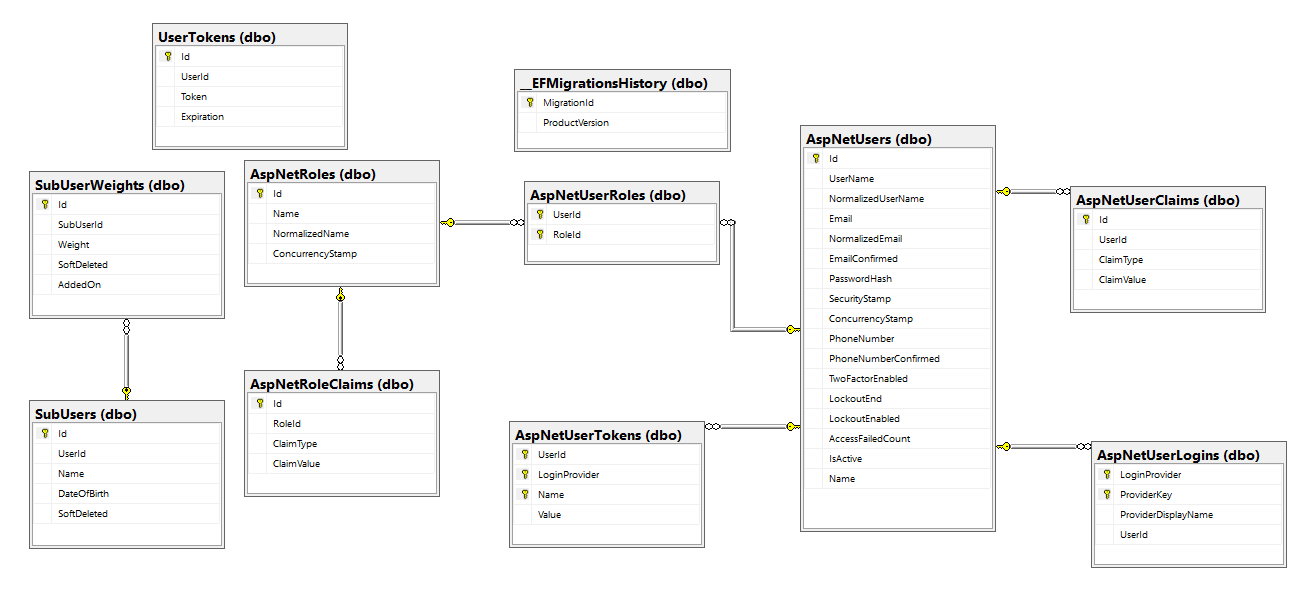 UserTokens (dbo)
Id
UserId
Token
Expiration
__EFMigrationsHistory (dbo)
MigrationId
ProductVersion
AspNetUsers (dbo)
Id
UserName
NormalizedUserName
Email
NormalizedEmail
EmailConfirmed
PasswordHash
SecurityStamp
ConcurrencyStamp
PhoneNumber
PhoneNumberConfirmed
TwoFactorEnabled
LockoutEnd
LockoutEnabled
AccessFailedCount
IsActive
Name
SubUserWeights (dbo)
Id
SubUserId
Weight
SoftDeleted
AddedOn
AspNetRoles (dbo)
Id
Name
NormalizedName
ConcurrencyStamp
AspNetUserRoles (dbo)
UserId
RoleId
AspNetUserClaims (dbo)
Id
UserId
ClaimType
ClaimValue
SubUsers (dbo)
Id
UserId
Name
DateOfBirth
SoftDeleted
AspNetRoleClaims (dbo)
Id
RoleId
ClaimType
ClaimValue
AspNetUserTokens (dbo)
UserId
LoginProvider
Name
Value
AspNetUserLogins (dbo)
LoginProvider
ProviderKey
ProviderDisplayName
UserId